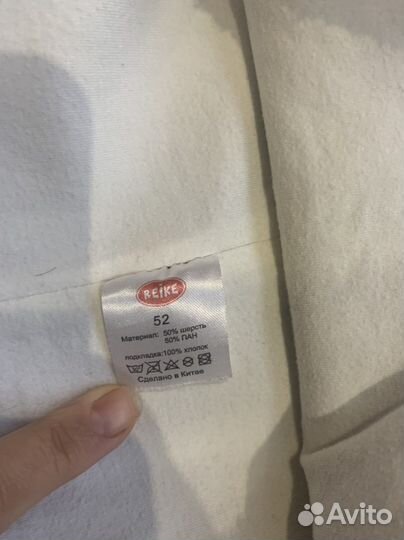 REIKE
52
Материал: 50% шерсть
50% ПАН
подкладка:100% хлопок
Сделано в Китае
Avito